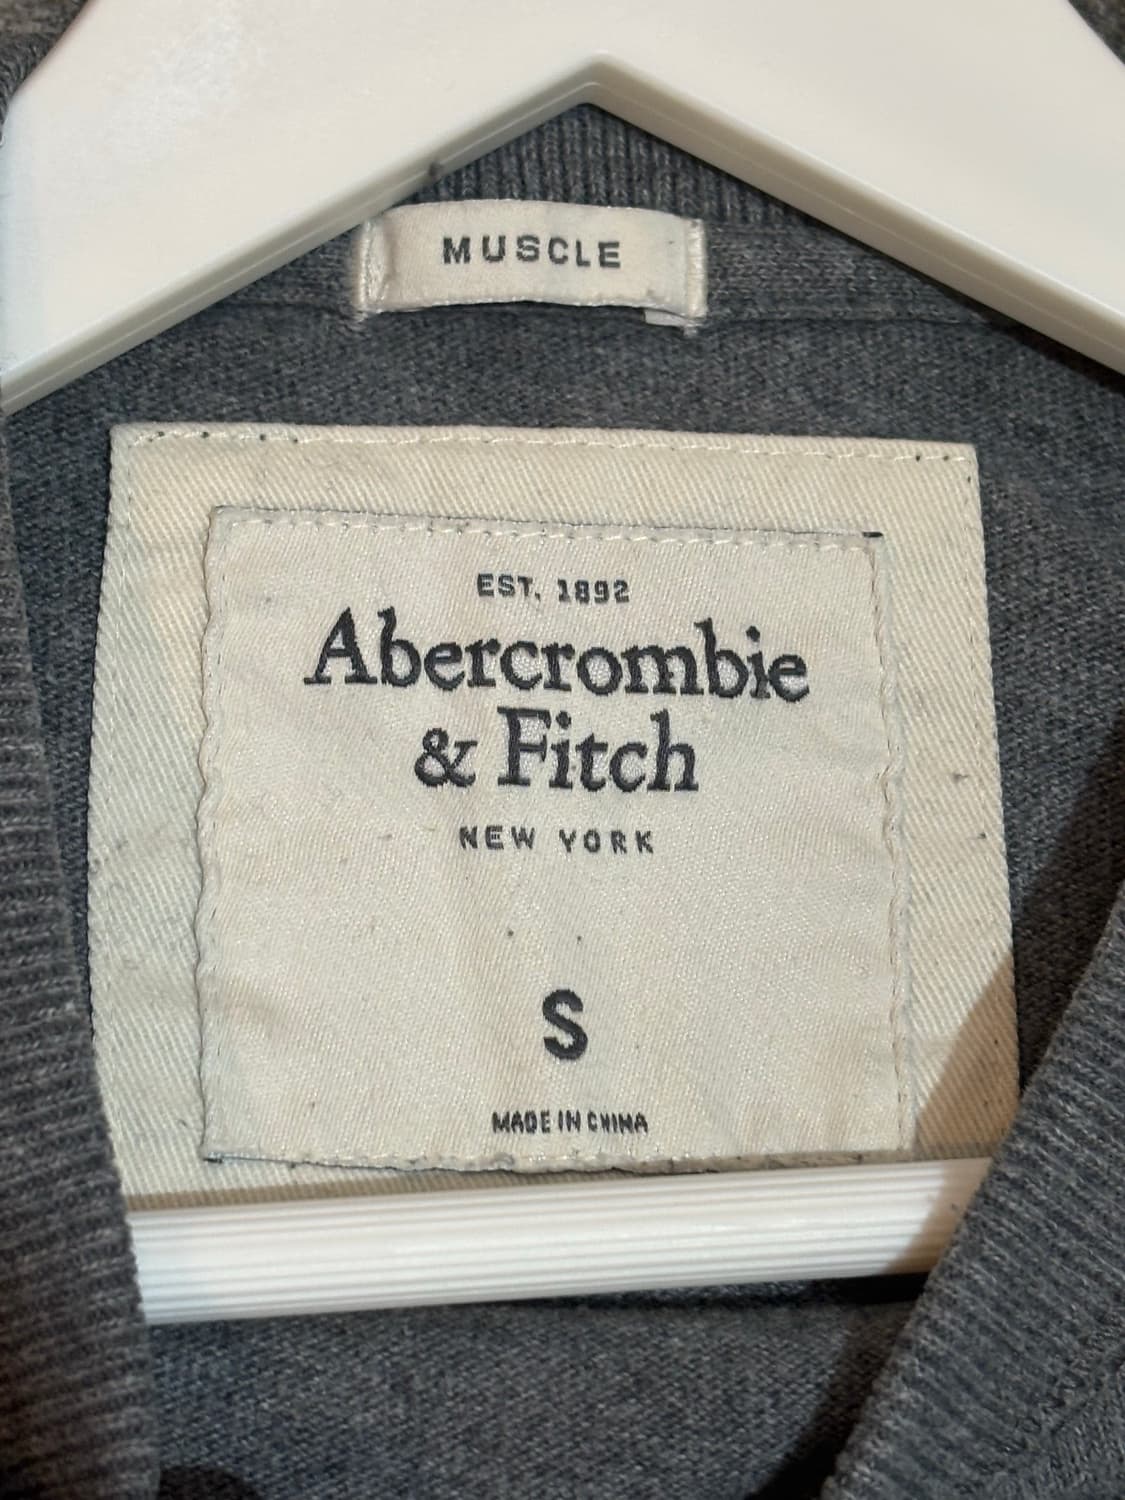 MUSCLE
EST. 1892
Abercrombie
& Fitch
NEW YORK
S
MADE IN CHINA